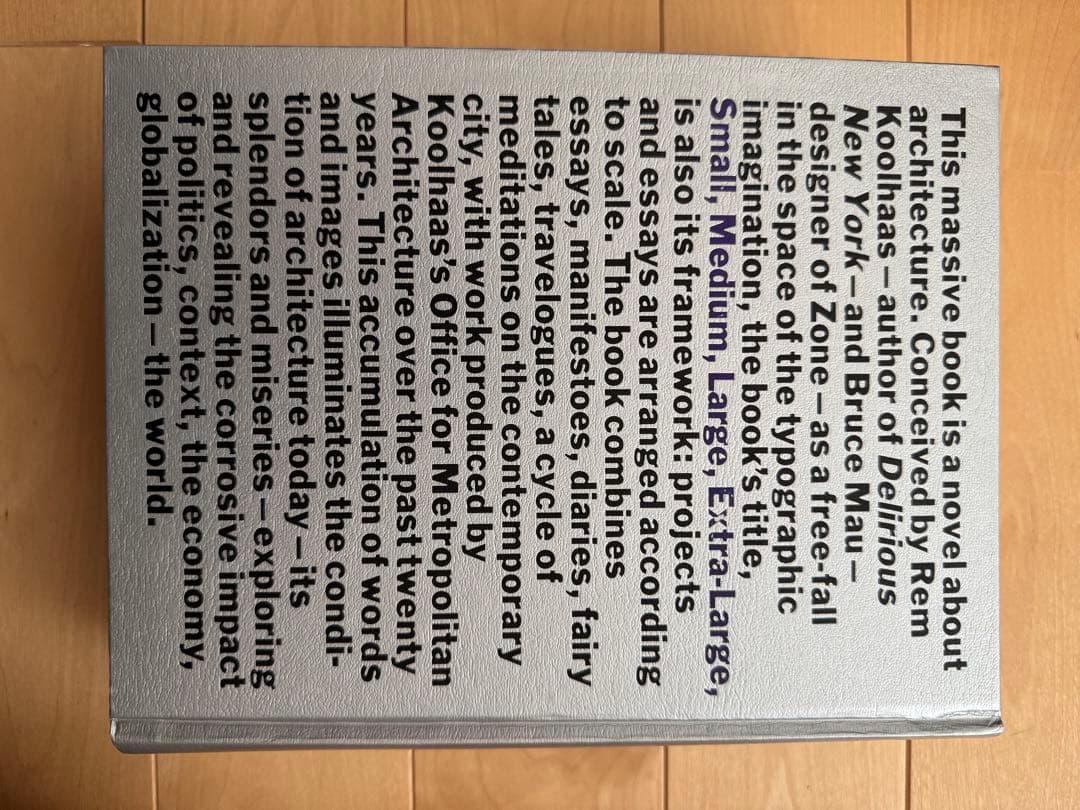 This massive book is a novel about
architecture. Conceived by Rem
Koolhaas – author of Delirious
New York – and Bruce Mau –
designer of Zone – as a free-fall
in the space of the typographic
imagination, the book's title,
Small, Medium, Large, Extra-Large,
is also its framework: projects
and essays are arranged according
to scale. The book combines
essays, manifestoes, diaries, fairy
tales, travelogues, a cycle of
meditations on the contemporary
city, with work produced by
Koolhaas's Office for Metropolitan
Architecture over the past twenty
years. This accumulation of words
and images illuminates the condi-
tion of architecture today – its
splendors and miseries – exploring
and revealing the corrosive impact
of politics, context, the economy,
globalization – the world.